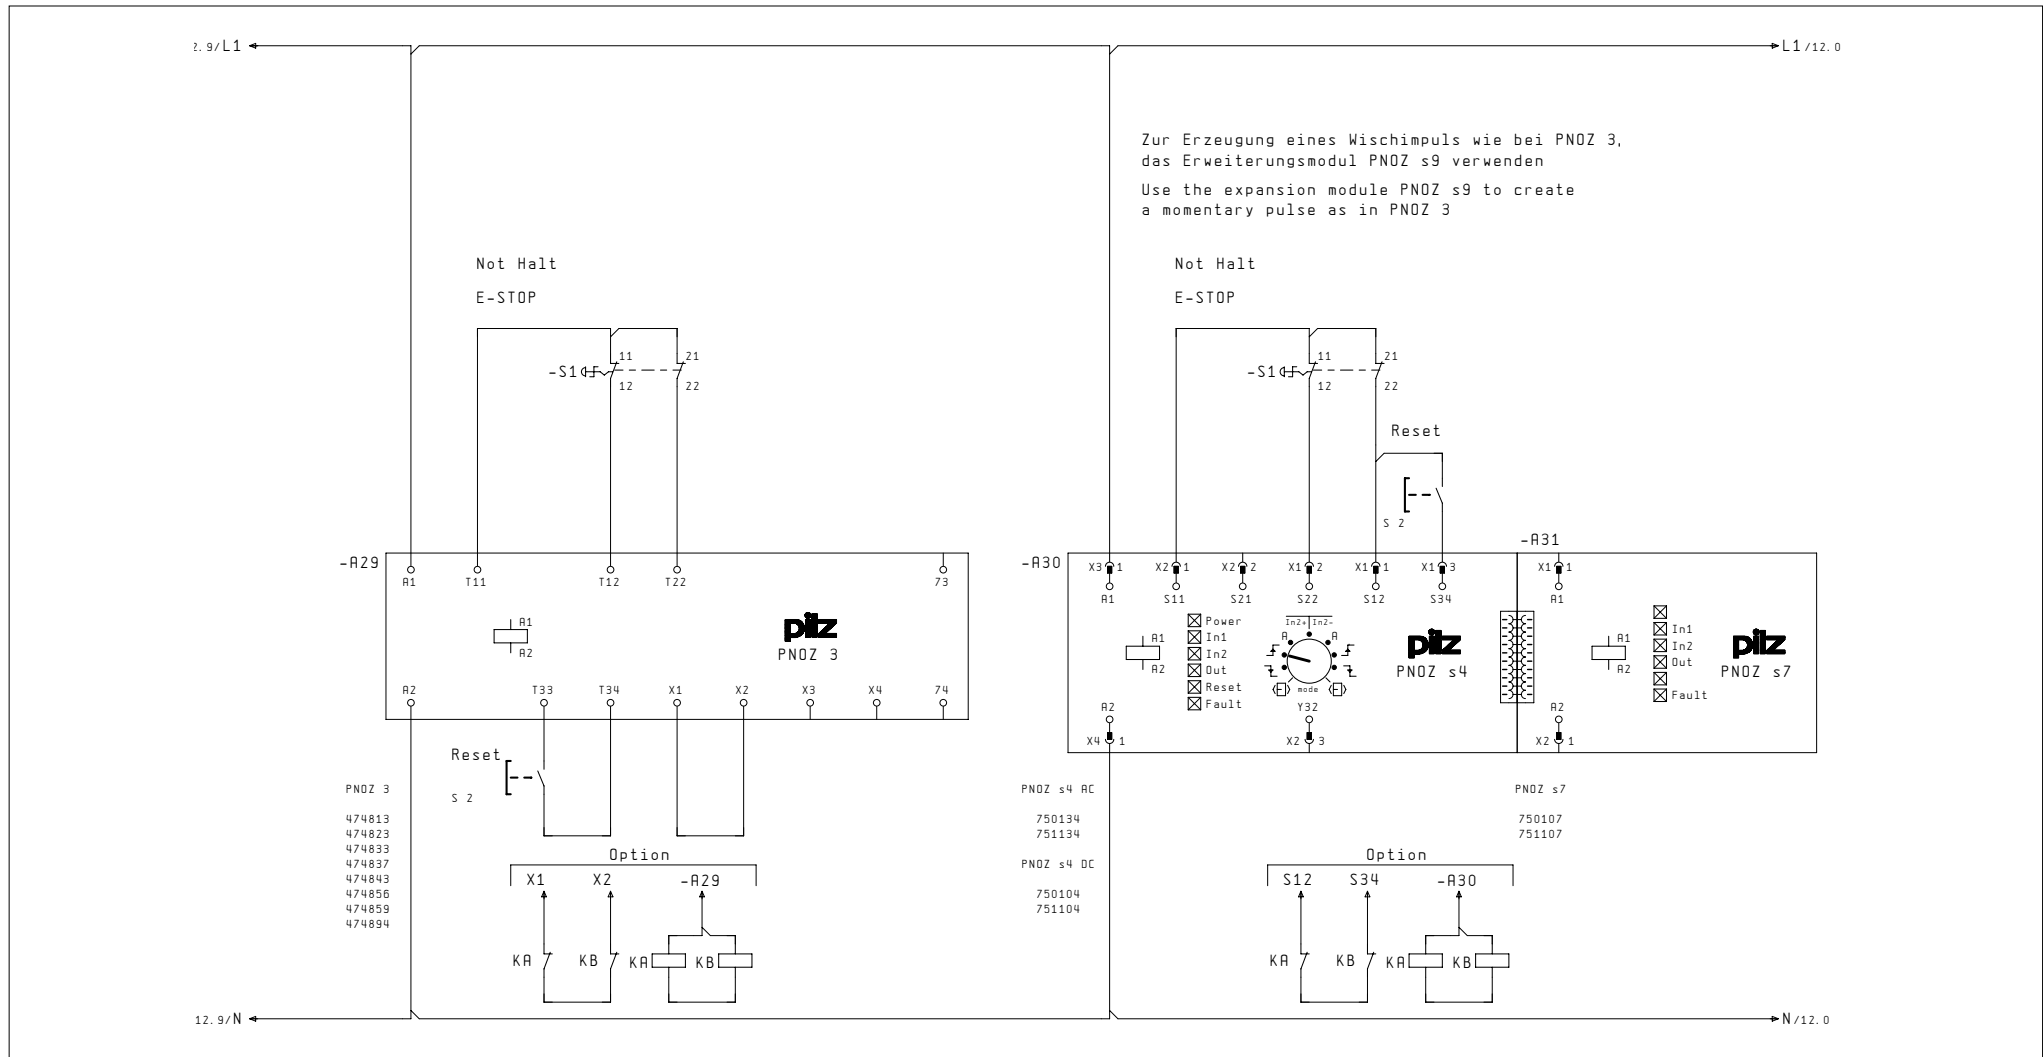 2.9/L1
L1/12.0
Zur Erzeugung eines Wischimpuls wie bei PNOZ 3,
das Erweiterungsmodul PNOZ s9 verwenden
Use the expansion module PNOZ s9 to create
a momentary pulse as in PNOZ 3
Not Halt
E-STOP
11 21
-S1
12 22
-A29
A1 T11 T12 T22 73
A1
A2
pilz
PNOZ 3
A2 T33 T34 X1 X2 X3 X4 74
Reset
S 2
PNOZ 3
474813
474823
474833
474837
474843
474856
474859
474894
Option
X1 X2 -A29
KA KB KA KB
Not Halt
E-STOP
11 21
-S1
12 22
Reset
S 2
-A30
-A31
X3 1 X2 1 X2 2 X1 2 X1 1 X1 3
A1 S11 S21 S22 S12 S34
A1
A2
Power
In1
In2
Out
Reset
Fault
In2+ In2-
A A
mode
pilz
PNOZ s4
A2 Y32
X4 1 X2 3
X1 1
A1
A1
A2
In1
In2
Out
Fault
pilz
PNOZ s7
A2
X2 1
PNOZ s4 AC
750134
751134
PNOZ s4 DC
750104
751104
PNOZ s7
750107
751107
Option
S12 S34 -A30
KA KB KA KB
12.9/N
N/12.0